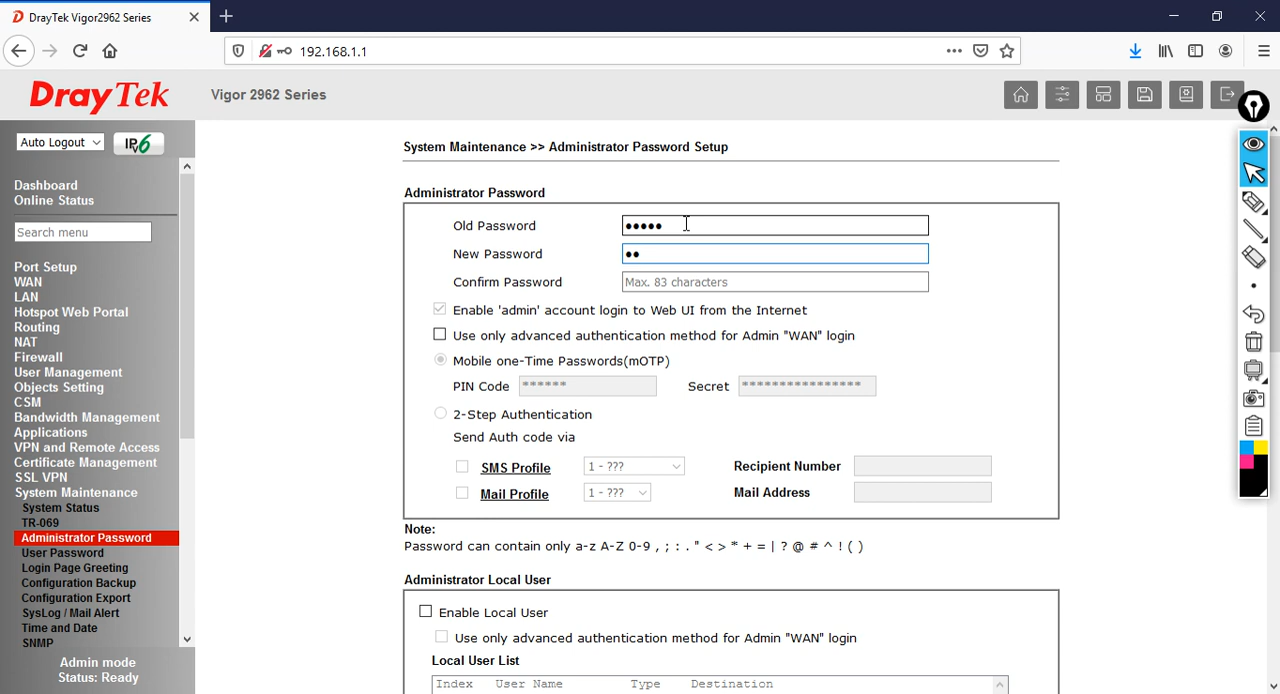 DrayTek Vigor2962 Series
192.168.1.1
DrayTek
Vigor 2962 Series
Auto Logout
IPv6
Dashboard
Online Status
Search menu
Port Setup
WAN
LAN
Hotspot Web Portal
Routing
NAT
Firewall
User Management
Objects Setting
CSM
Bandwidth Management
Applications
VPN and Remote Access
Certificate Management
SSL VPN
System Maintenance
System Status
TR-069
Administrator Password
User Password
Login Page Greeting
Configuration Backup
Configuration Export
SysLog / Mail Alert
Time and Date
SNMP
Admin mode
Status: Ready
System Maintenance >> Administrator Password Setup
Administrator Password
Old Password ●●●●●
New Password ●●
Confirm Password Max. 83 characters
Enable 'admin' account login to Web UI from the Internet
Use only advanced authentication method for Admin "WAN" login
Mobile one-Time Passwords(mOTP)
PIN Code ****** Secret ***************
2-Step Authentication
Send Auth code via
SMS Profile 1 - ??? Recipient Number
Mail Profile 1 - ??? Mail Address
Note:
Password can contain only a-z A-Z 0-9 , ; : . " < > * + = | ? @ # ^ ! ( )
Administrator Local User
Enable Local User
Use only advanced authentication method for Admin "WAN" login
Local User List
Index User Name Type Destination